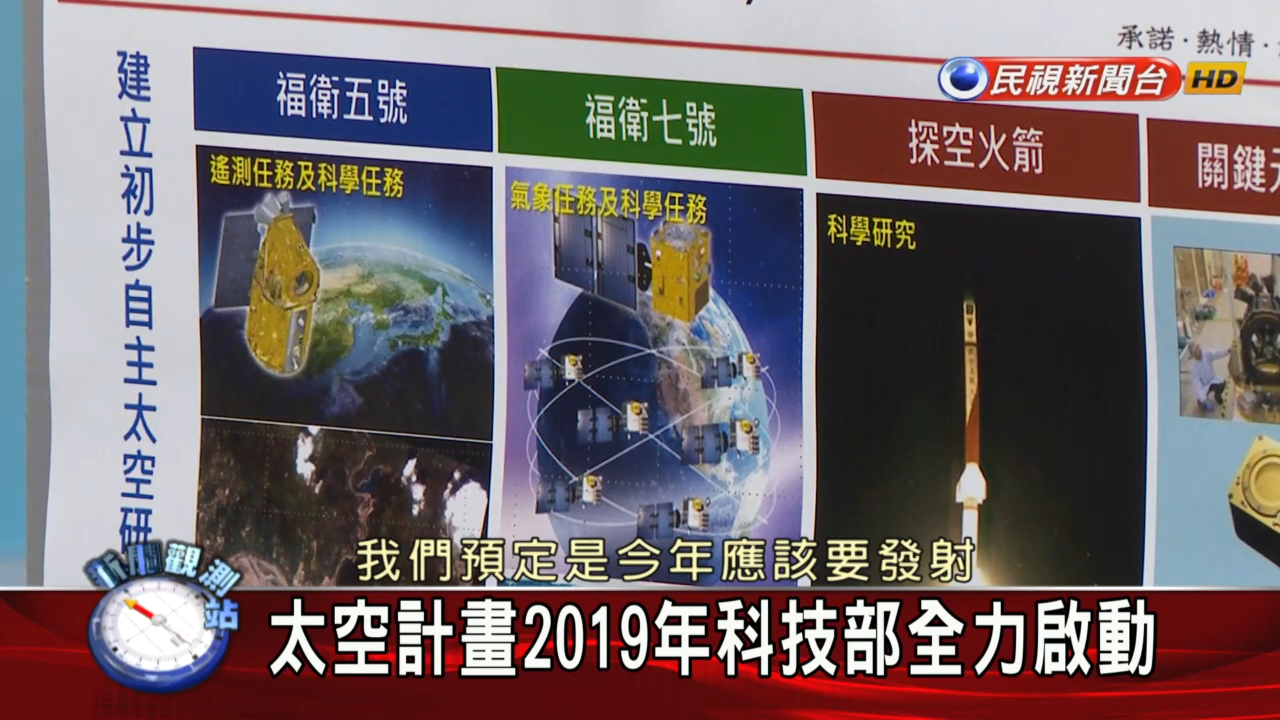 承諾·熱情·
民視新聞台 HD
建立初步自主太空研
福衛五號
福衛七號
探空火箭
關鍵
遙測任務及科學任務
氣象任務及科學任務
科學研究
我們預定是今年應該要發射
新聞觀測站
太空計畫2019年科技部全力啟動